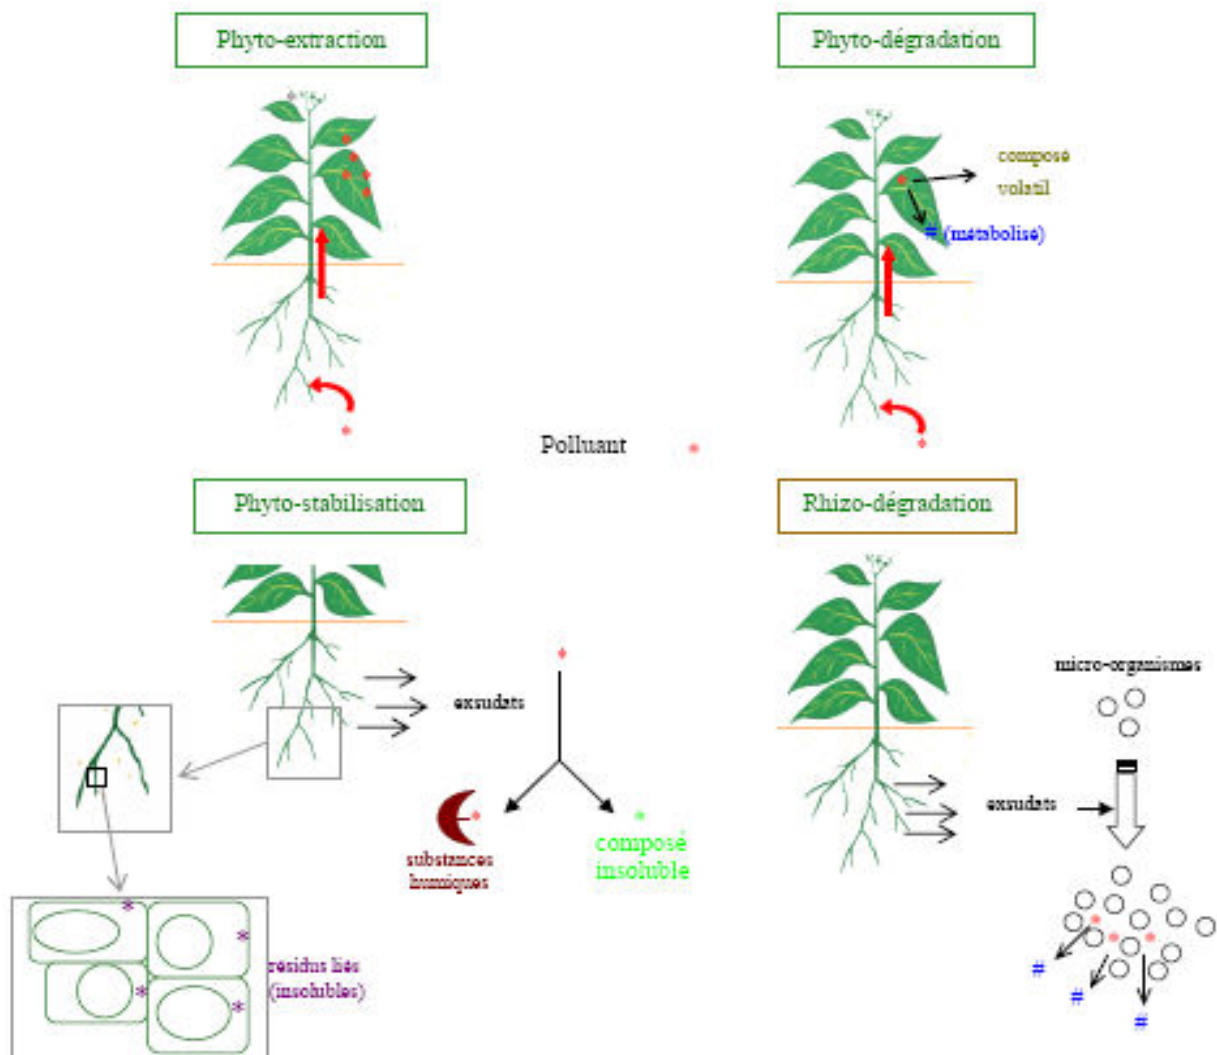 Phyto-extraction
Phyto-dégradation
composé
volatil
# (métabolisé)
Polluant
Phyto-stabilisation
Rhizo-dégradation
micro-organismes
exsudats
exsudats
substances
humiques
composé
insoluble
résidus liés
(insolubles)
#
#
#